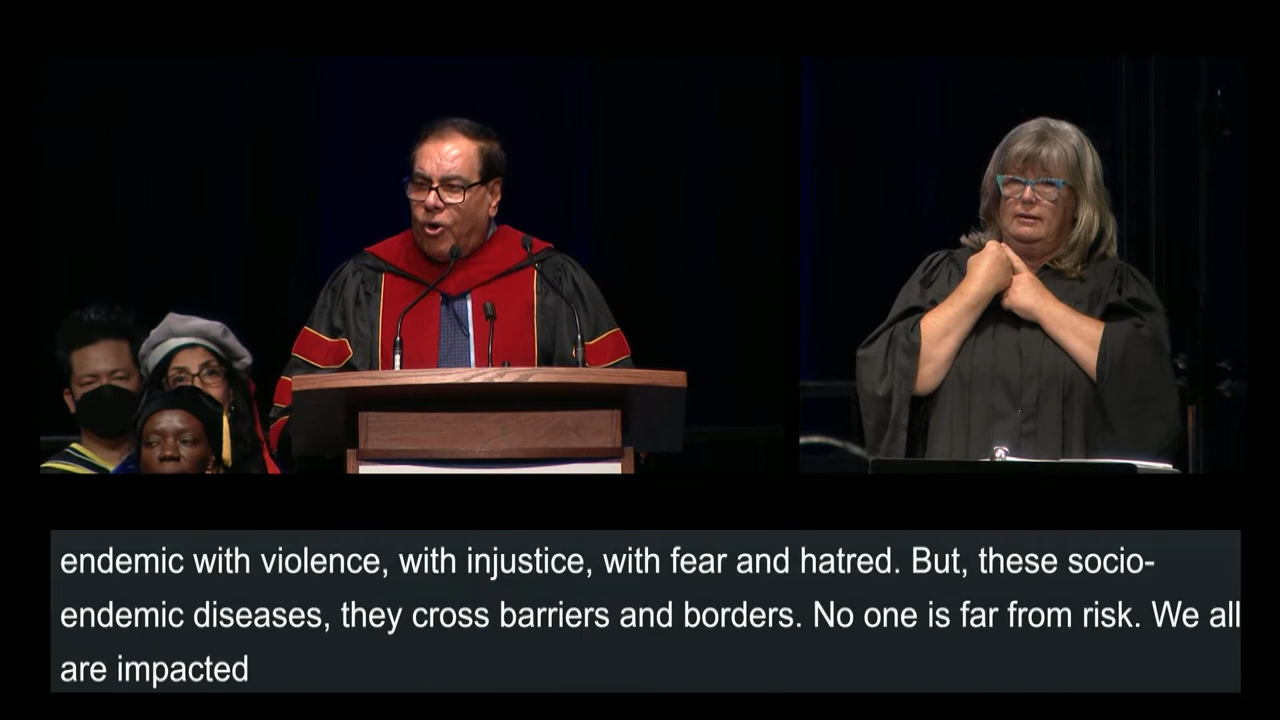 endemic with violence, with injustice, with fear and hatred. But, these socio-
endemic diseases, they cross barriers and borders. No one is far from risk. We all
are impacted